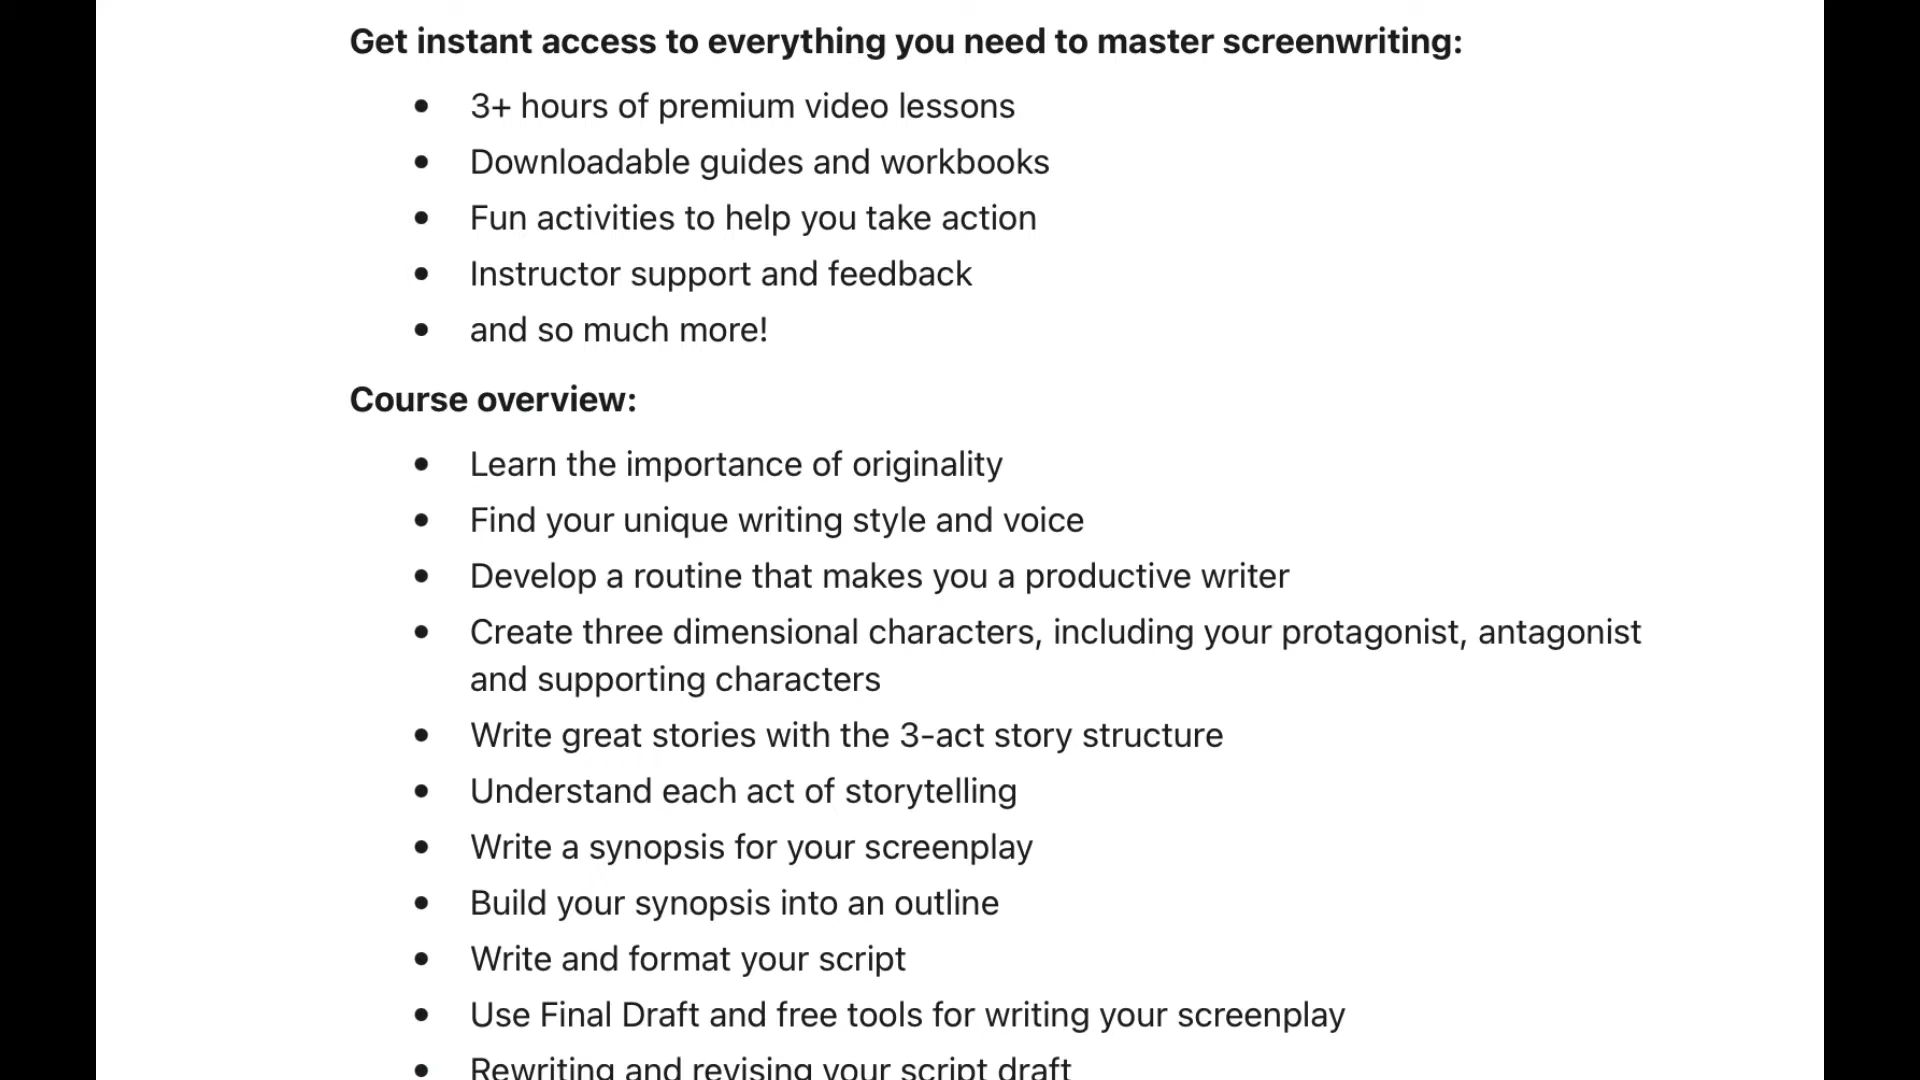 Get instant access to everything you need to master screenwriting:
• 3+ hours of premium video lessons
• Downloadable guides and workbooks
• Fun activities to help you take action
• Instructor support and feedback
• and so much more!
Course overview:
• Learn the importance of originality
• Find your unique writing style and voice
• Develop a routine that makes you a productive writer
• Create three dimensional characters, including your protagonist, antagonist
and supporting characters
• Write great stories with the 3-act story structure
• Understand each act of storytelling
• Write a synopsis for your screenplay
• Build your synopsis into an outline
• Write and format your script
• Use Final Draft and free tools for writing your screenplay
• Rewriting and revising your script draft